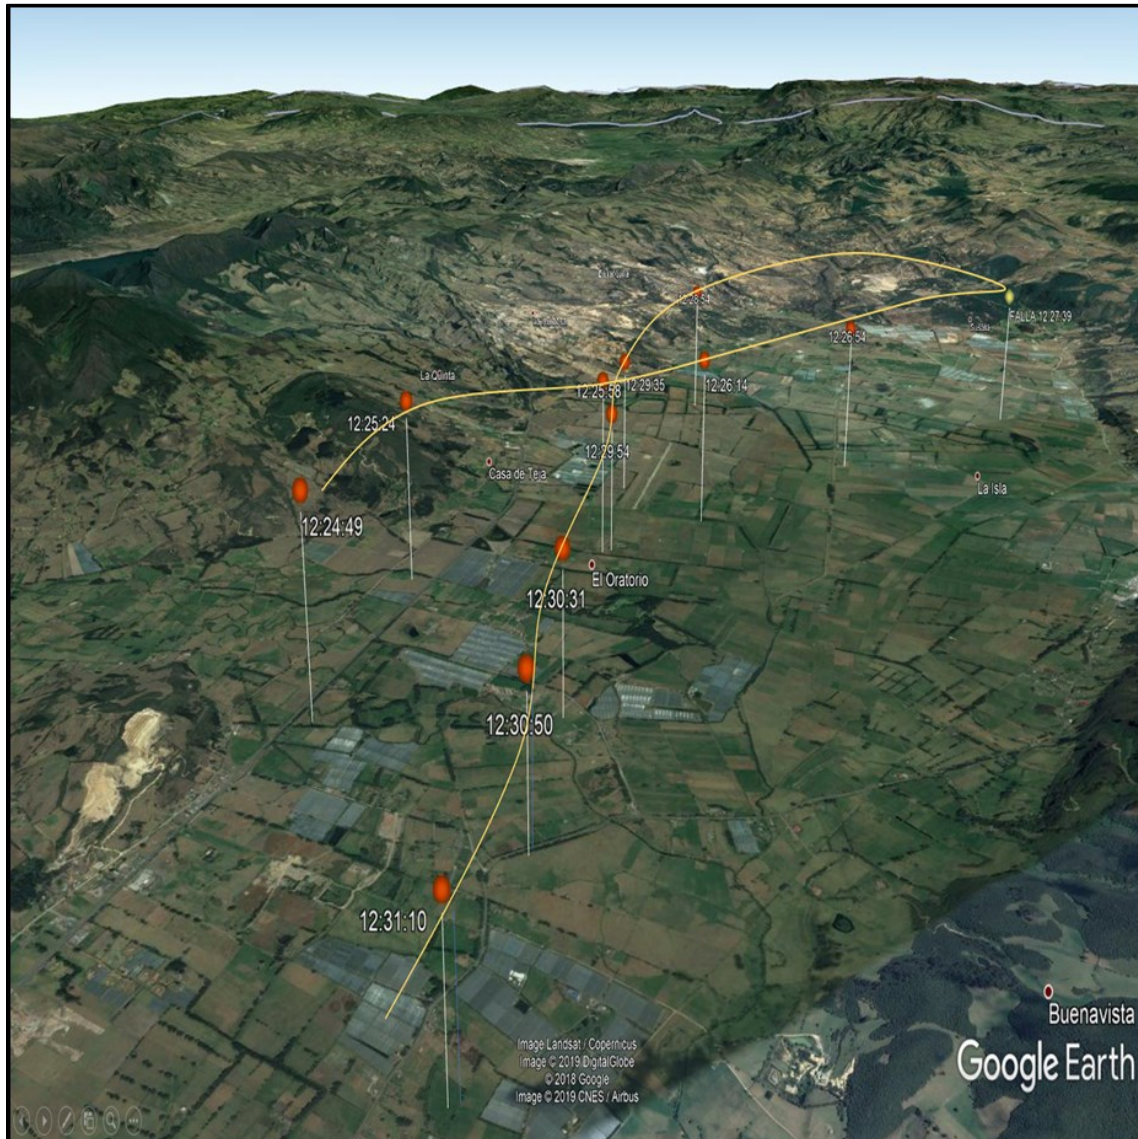 12:28:54
FALLA 12 27:39
12:26:54
12:25:58
12:29:35
12:26:14
La Quinta
12:25:24
12:29:54
Casa de Teja
La Isla
12:24:49
El Oratorio
12:30:31
12:30:50
12:31:10
Buenavista
Image Landsat / Copernicus
Image © 2019 DigitalGlobe
© 2018 Google
Image © 2019 CNES / Airbus
Google Earth